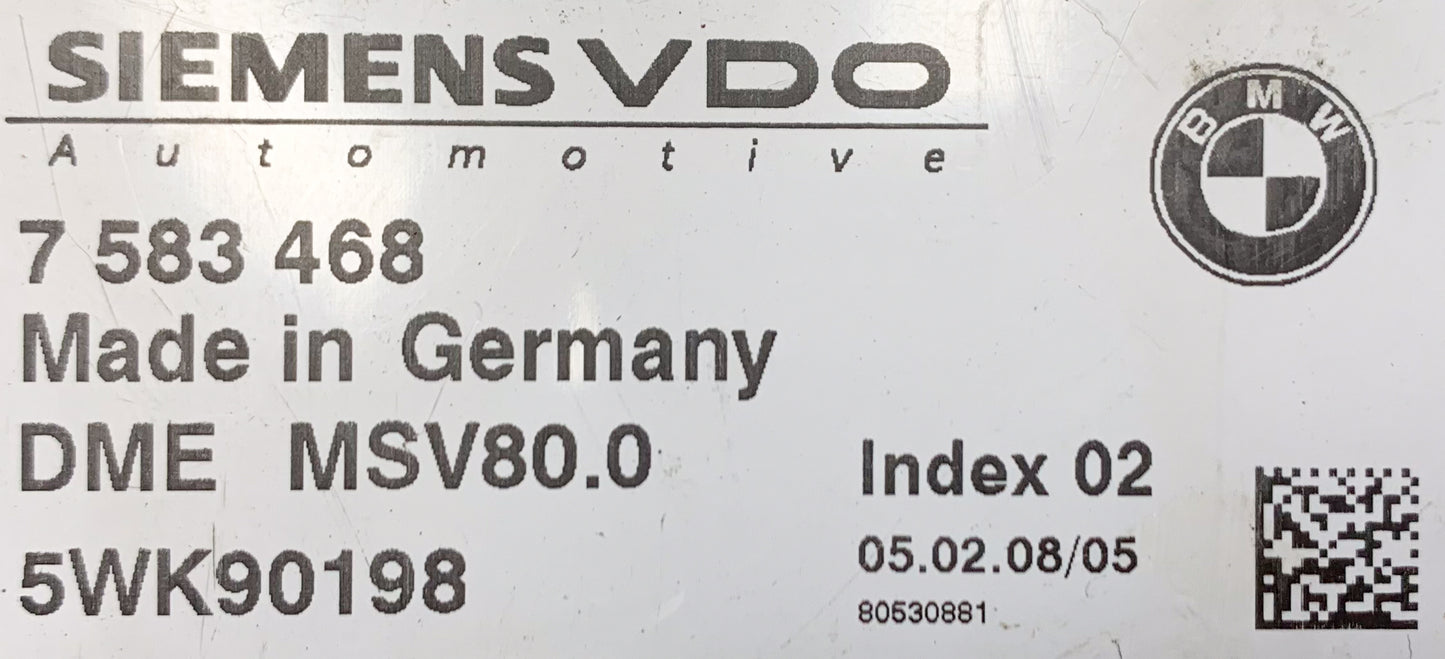 SIEMENS VDO
Automotive
BMW
7 583 468
Made in Germany
DME MSV80.0
Index 02
05.02.08/05
5WK90198
80530881